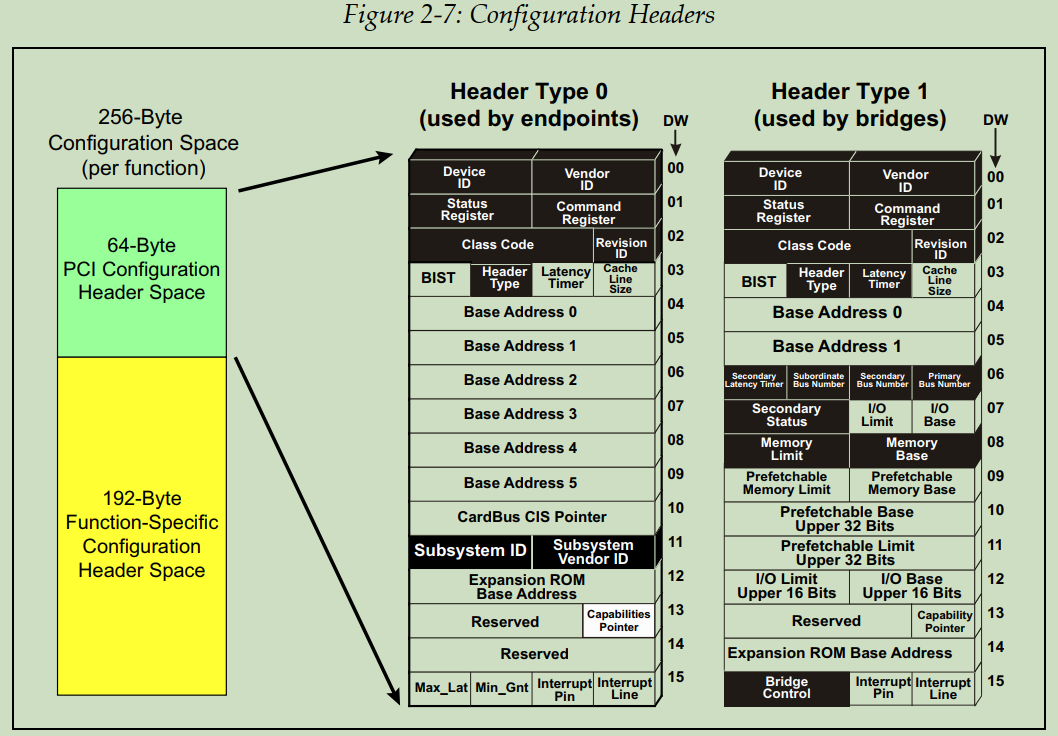 Figure 2-7: Configuration Headers
256-Byte
Configuration Space
(per function)
64-Byte
PCI Configuration
Header Space
192-Byte
Function-Specific
Configuration
Header Space
Header Type 0
(used by endpoints)
DW
Device
ID
Vendor
ID
00
Status
Register
Command
Register
01
Class Code
Revision
ID
02
BIST
Header
Type
Latency
Timer
Cache
Line
Size
03
Base Address 0
04
Base Address 1
05
Base Address 2
06
Base Address 3
07
Base Address 4
08
Base Address 5
09
CardBus CIS Pointer
10
Subsystem ID
Subsystem
Vendor ID
11
Expansion ROM
Base Address
12
Reserved
Capabilities
Pointer
13
Reserved
14
Max_Lat
Min_Gnt
Interrupt
Pin
Interrupt
Line
15
Header Type 1
(used by bridges)
DW
Device
ID
Vendor
ID
00
Status
Register
Command
Register
01
Class Code
Revision
ID
02
BIST
Header
Type
Latency
Timer
Cache
Line
Size
03
Base Address 0
04
Base Address 1
05
Secondary
Latency Timer
Subordinate
Bus Number
Secondary
Bus Number
Primary
Bus Number
06
Secondary
Status
I/O
Limit
I/O
Base
07
Memory
Limit
Memory
Base
08
Prefetchable
Memory Limit
Prefetchable
Memory Base
09
Prefetchable Base
Upper 32 Bits
10
Prefetchable Limit
Upper 32 Bits
11
I/O Limit
Upper 16 Bits
I/O Base
Upper 16 Bits
12
Reserved
Capability
Pointer
13
Expansion ROM Base Address
14
Bridge
Control
Interrupt
Pin
Interrupt
Line
15